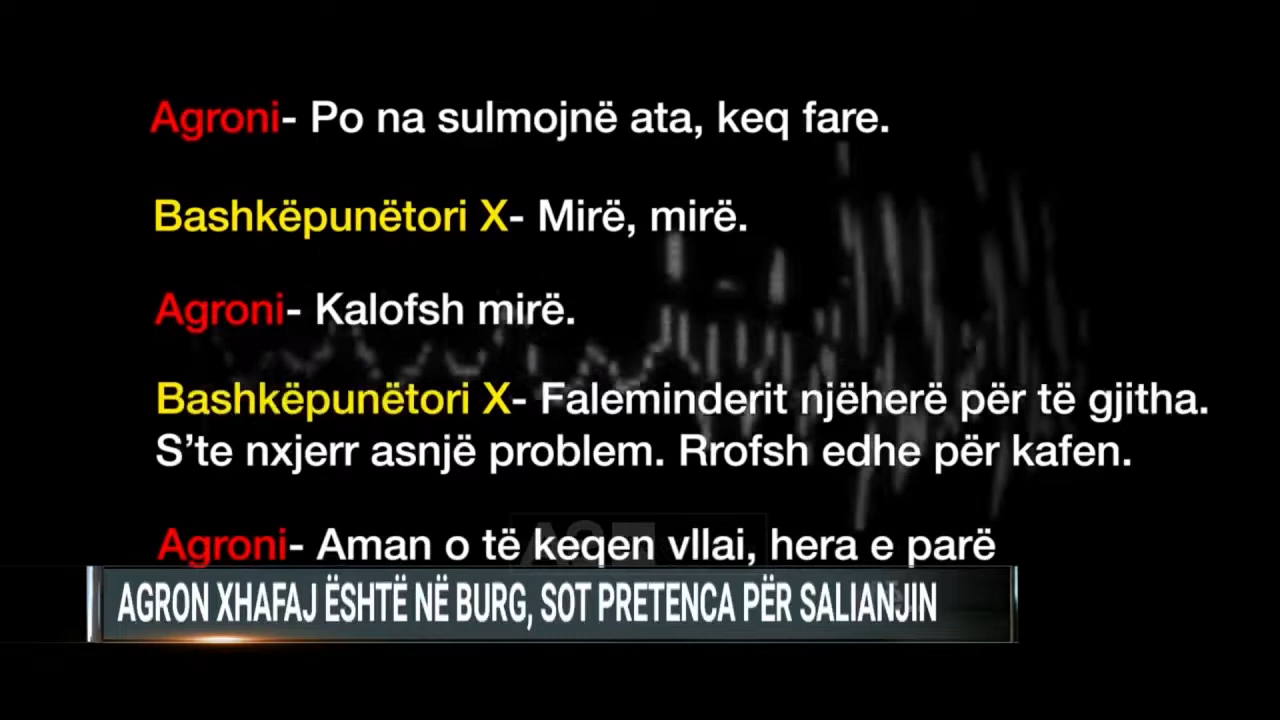 Agroni- Po na sulmojnë ata, keq fare.
Bashkëpunëtori X- Mirë, mirë.
Agroni- Kalofsh mirë.
Bashkëpunëtori X- Faleminderit njëherë për të gjitha.
S’te nxjerr asnjë problem. Rrofsh edhe për kafen.
Agroni- Aman o të keqen vllai, hera e parë
AGRON XHAFAJ ËSHTË NË BURG, SOT PRETENCA PËR SALIANJIN